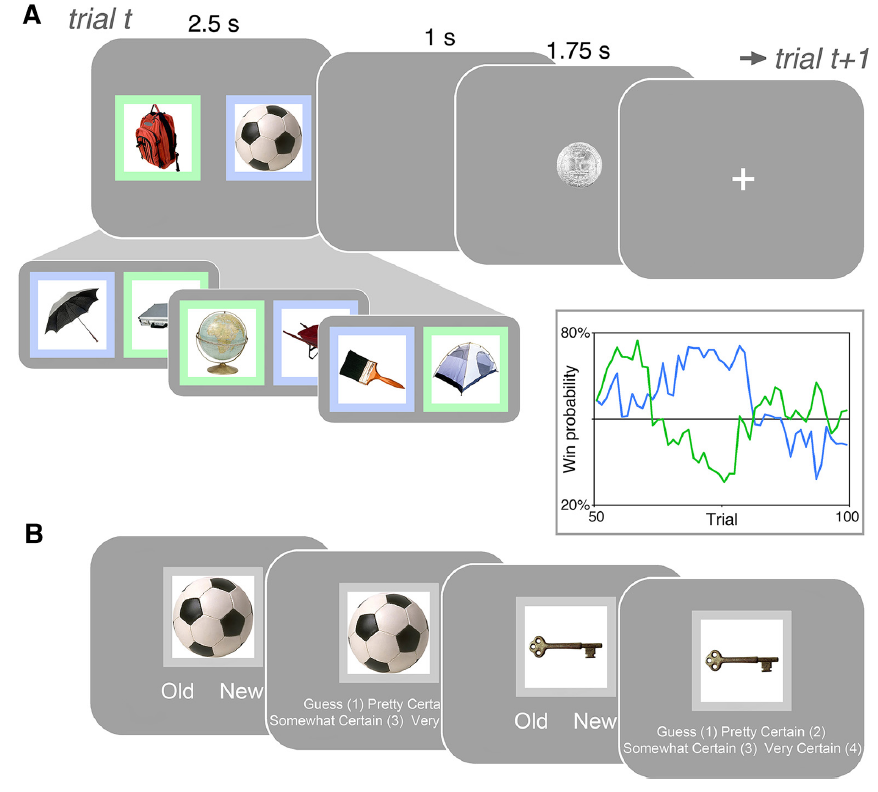 A
trial t
2.5 s
1 s
1.75 s
trial t+1
80%
Win probability
20%
50
Trial
100
B
Old New
Guess (1) Pretty Certa
Somewhat Certain (3) Very
Old New
Guess (1) Pretty Certain (2)
Somewhat Certain (3) Very Certain (4)